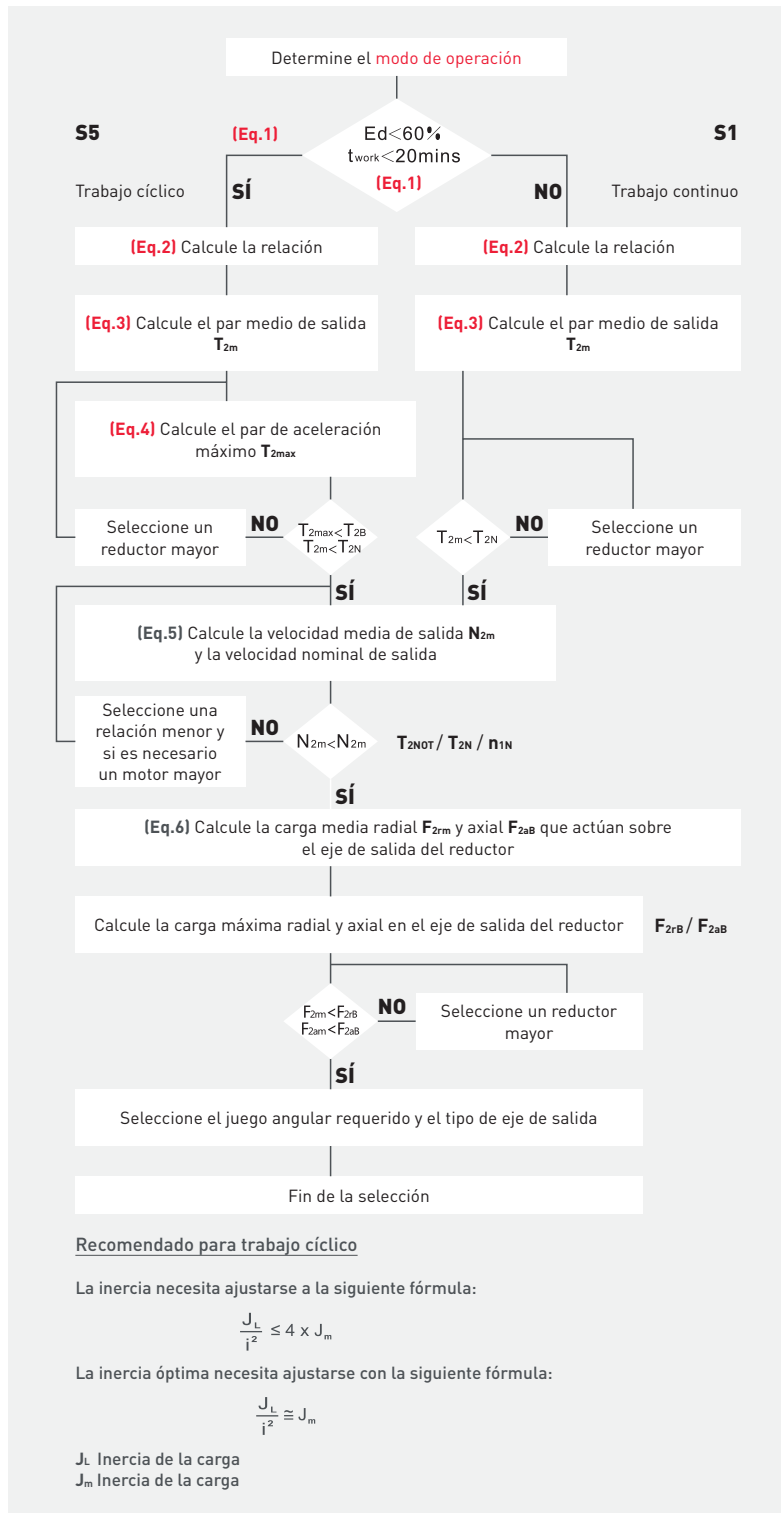 Determine el modo de operación
S5
(Eq.1)
Ed<60%
twork<20mins
(Eq.1)
S1
Trabajo cíclico
SÍ
NO
Trabajo continuo
(Eq.2) Calcule la relación
(Eq.2) Calcule la relación
(Eq.3) Calcule el par medio de salida
T2m
(Eq.3) Calcule el par medio de salida
T2m
(Eq.4) Calcule el par de aceleración
máximo T2max
Seleccione un
reductor mayor
NO
T2max<T2B
T2m<T2N
T2m<T2N
NO
Seleccione un
reductor mayor
SÍ
SÍ
(Eq.5) Calcule la velocidad media de salida N2m
y la velocidad nominal de salida
Seleccione una
relación menor y
si es necesario
un motor mayor
NO
N2m<N2m
T2NOT / T2N / n1N
SÍ
(Eq.6) Calcule la carga media radial F2rm y axial F2aB que actúan sobre
el eje de salida del reductor
Calcule la carga máxima radial y axial en el eje de salida del reductor
F2rB / F2aB
F2rm<F2rB
F2am<F2aB
NO
Seleccione un reductor
mayor
SÍ
Seleccione el juego angular requerido y el tipo de eje de salida
Fin de la selección
Recomendado para trabajo cíclico
La inercia necesita ajustarse a la siguiente fórmula:
JL/i² ≤ 4 x Jm
La inercia óptima necesita ajustarse con la siguiente fórmula:
JL/i² ≅ Jm
JL Inercia de la carga
Jm Inercia de la carga